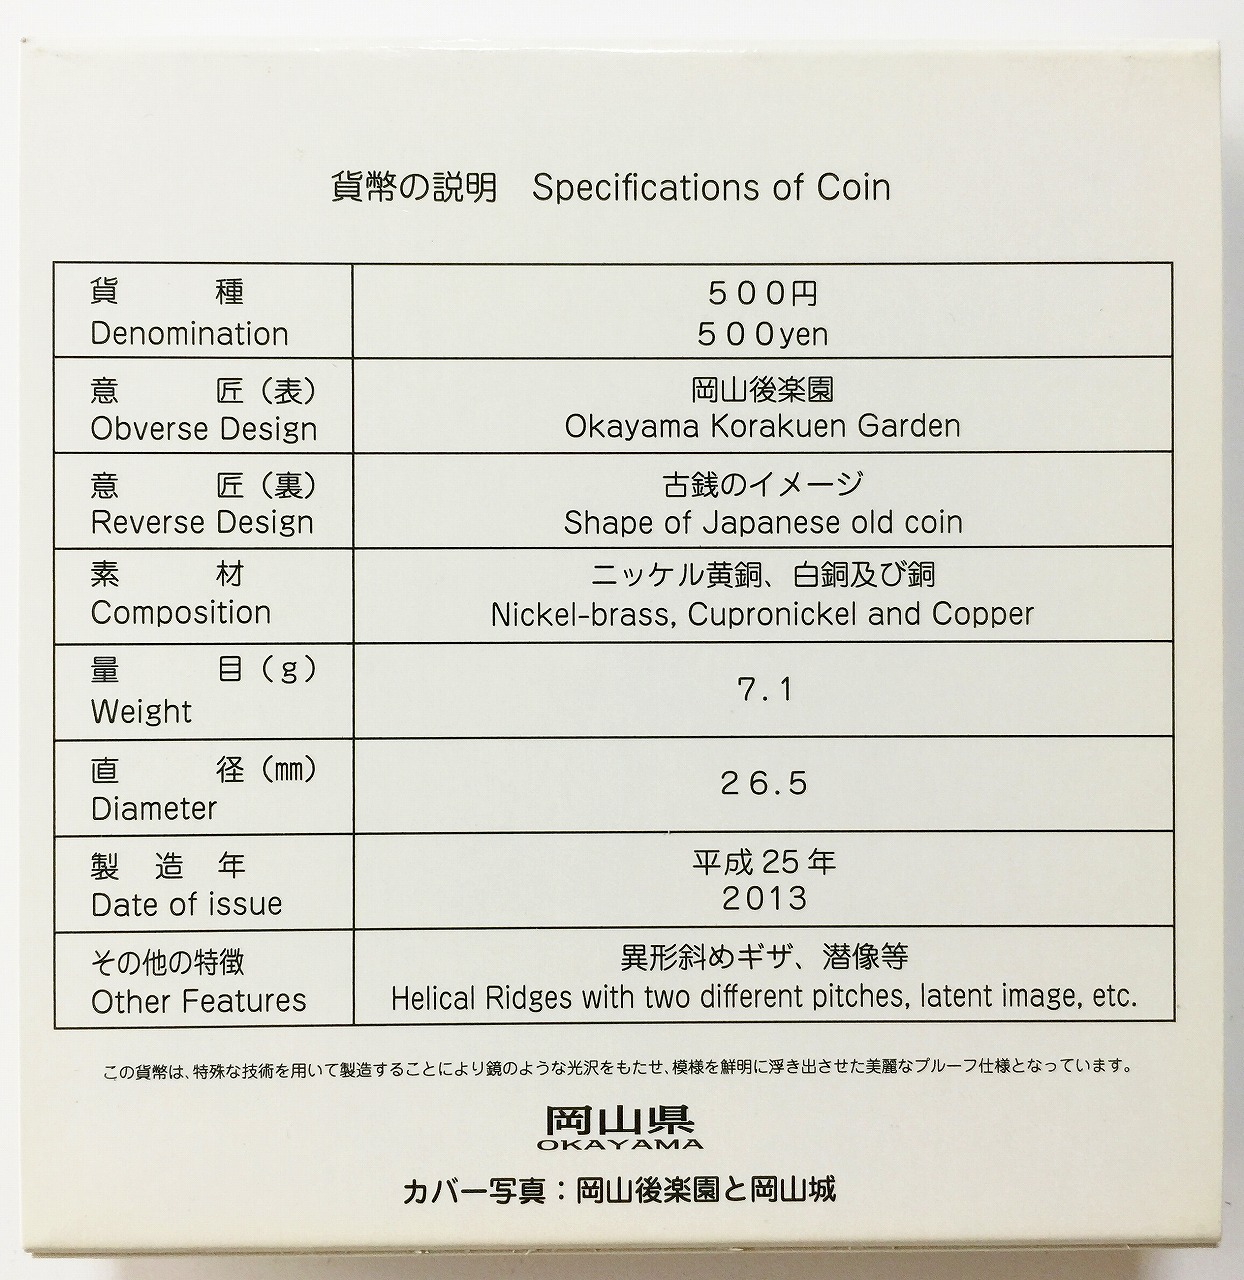 貨幣の説明　Specifications of Coin
貨　　　種
Denomination
５００円
５００yen
意　　　匠（表）
Obverse Design
岡山後楽園
Okayama Korakuen Garden
意　　　匠（裏）
Reverse Design
古銭のイメージ
Shape of Japanese old coin
素　　　材
Composition
ニッケル黄銅、白銅及び銅
Nickel-brass, Cupronickel and Copper
量　　　目（ｇ）
Weight
７.１
直　　　径（㎜）
Diameter
２６.５
製　造　年
Date of issue
平成 25 年
2013
その他の特徴
Other Features
異形斜めギザ、潜像等
Helical Ridges with two different pitches, latent image, etc.
この貨幣は、特殊な技術を用いて製造することにより鏡のような光沢をもたせ、模様を鮮明に浮き出させた美麗なプルーフ仕様となっています。
岡山県
OKAYAMA
カバー写真：岡山後楽園と岡山城